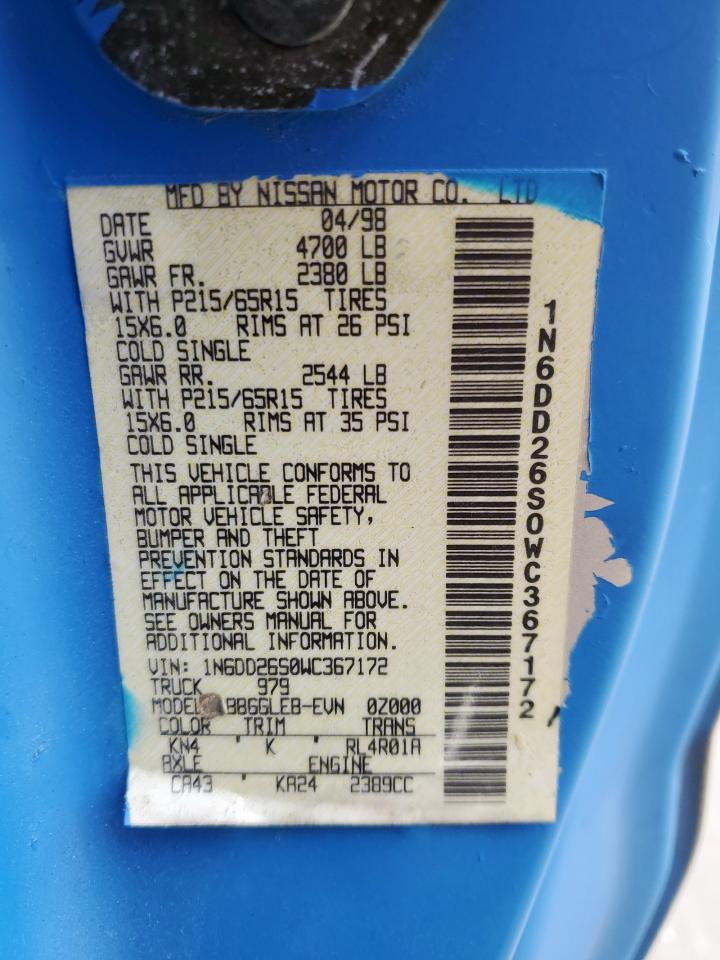 MFD BY NISSAN MOTOR CO. LTD
DATE 04/98
GVWR 4700 LB
GAWR FR. 2380 LB
WITH P215/65R15 TIRES
15X6.0 RIMS AT 26 PSI
COLD SINGLE
GAWR RR. 2544 LB
WITH P215/65R15 TIRES
15X6.0 RIMS AT 35 PSI
COLD SINGLE
THIS VEHICLE CONFORMS TO
ALL APPLICABLE FEDERAL
MOTOR VEHICLE SAFETY,
BUMPER AND THEFT
PREVENTION STANDARDS IN
EFFECT ON THE DATE OF
MANUFACTURE SHOWN ABOVE.
SEE OWNERS MANUAL FOR
ADDITIONAL INFORMATION.
VIN: 1N6DD26S0WC367172
TRUCK 979
MODEL 0Z000
COLOR TRIM TRANS
KN4 ' K ' RL4R01A
AXLE ENGINE
CA43 ' KA24 2389CC
1N6DD26S0WC367172